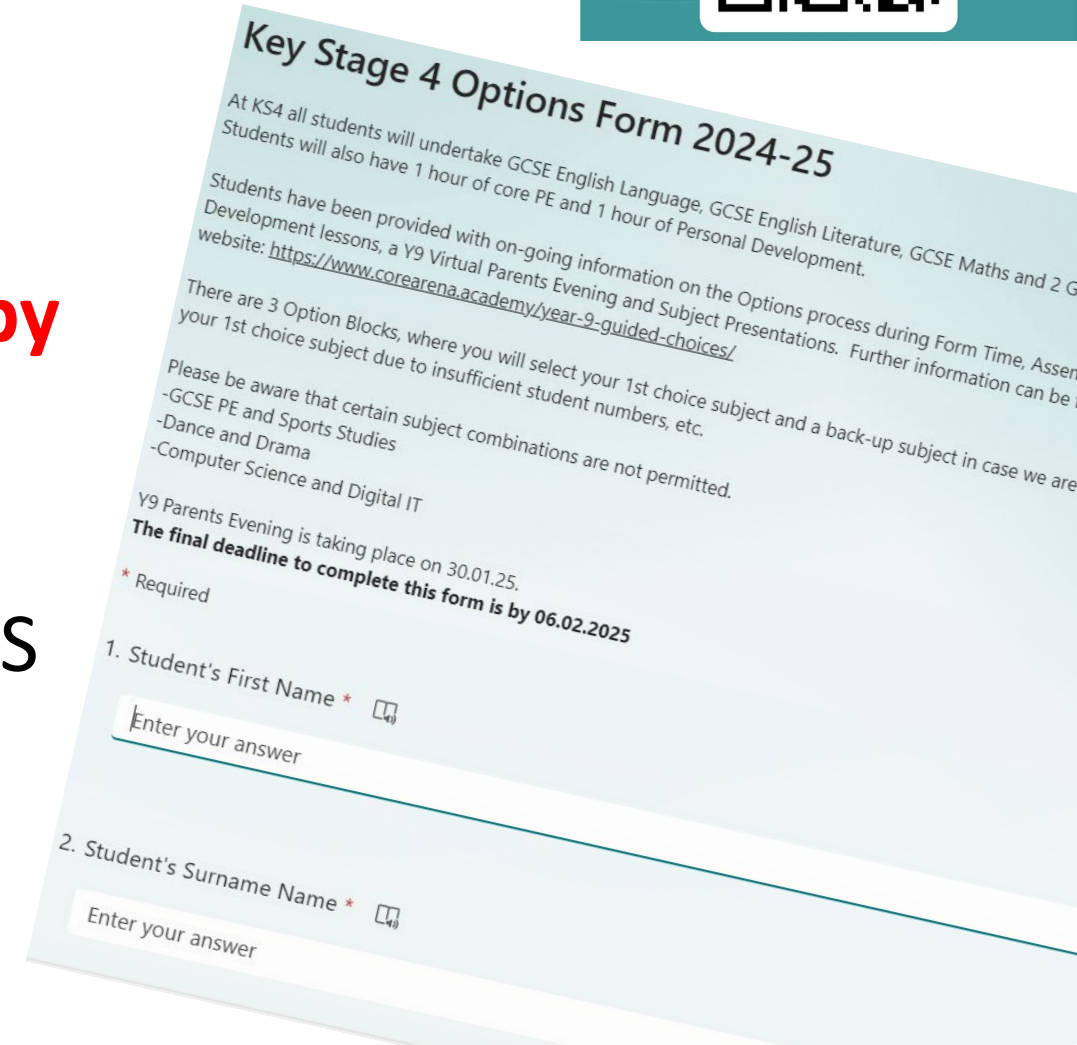 Key Stage 4 Options Form 2024-25
At KS4 all students will undertake GCSE English Language, GCSE English Literature, GCSE Maths and 2 G
Students will also have 1 hour of core PE and 1 hour of Personal Development.
Students have been provided with on-going information on the Options process during Form Time, Assem
Development lessons, a Y9 Virtual Parents Evening and Subject Presentations. Further information can be
website: https://www.corearena.academy/year-9-guided-choices/
There are 3 Option Blocks, where you will select your 1st choice subject and a back-up subject in case we are
your 1st choice subject due to insufficient student numbers, etc.
Please be aware that certain subject combinations are not permitted.
-GCSE PE and Sports Studies
-Dance and Drama
-Computer Science and Digital IT
Y9 Parents Evening is taking place on 30.01.25.
The final deadline to complete this form is by 06.02.2025
* Required
1. Student's First Name *
Enter your answer
2. Student's Surname Name *
Enter your answer
by
S